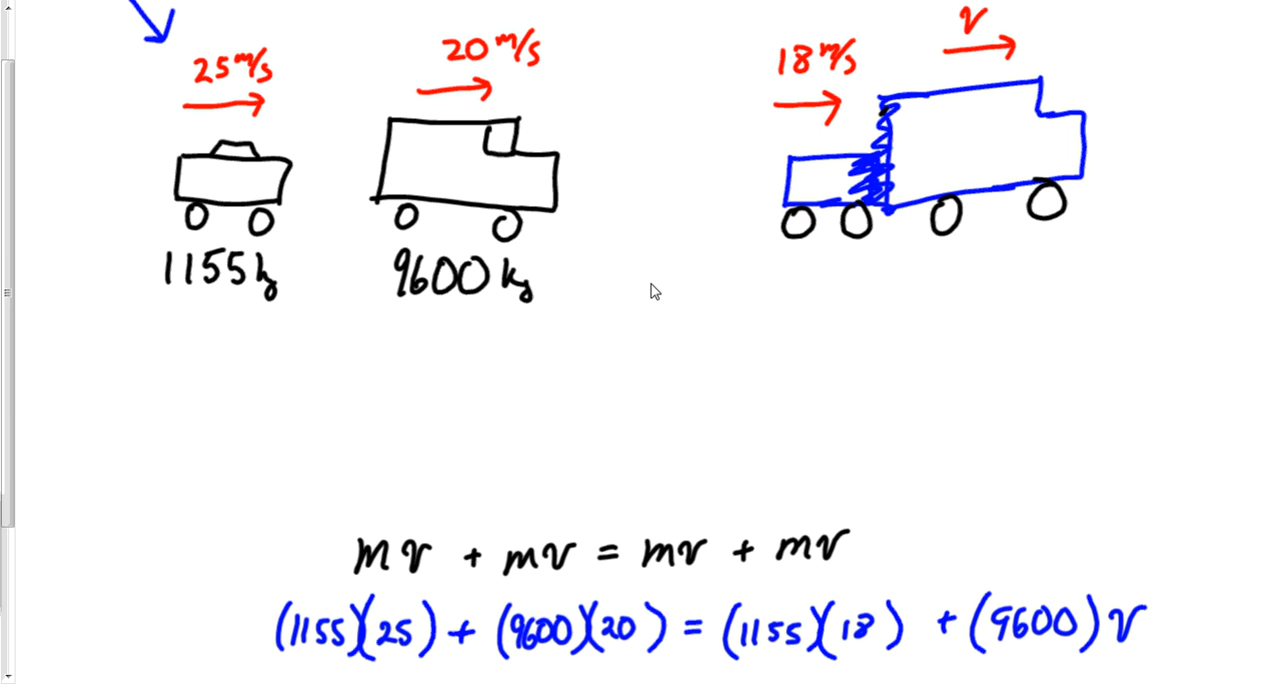 25 m/s
20 m/s
18 m/s
v
1155 kg
9600 kg
mv + mv = mv + mv
(1155)(25) + (9600)(20) = (1155)(18) + (9600)v